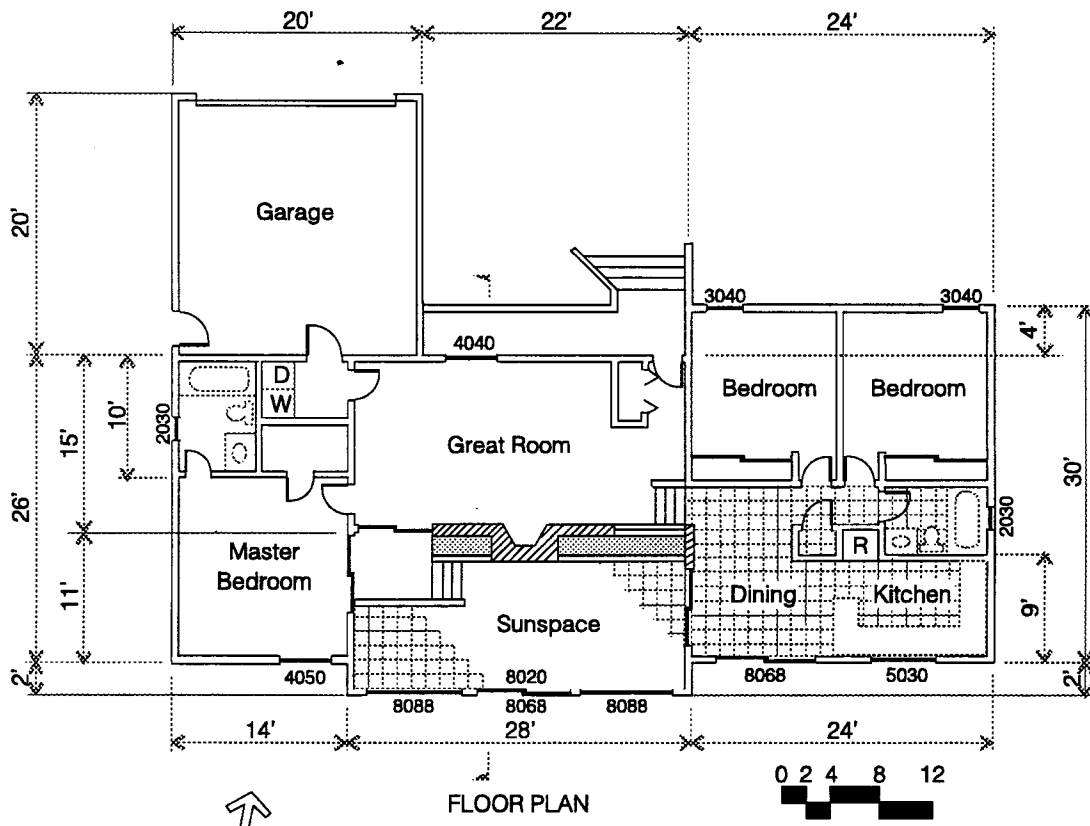 20' 22' 24'
20'
Garage
3040 3040
4'
4040
D
W
Bedroom Bedroom
2030
10'
15'
26'
Great Room
30'
2030
R
Master
Bedroom
11'
Dining Kitchen
9'
Sunspace
2'
4050
8020
8088 8068 8088
8068 5030
2'
14' 28' 24'
0 2 4 8 12
FLOOR PLAN